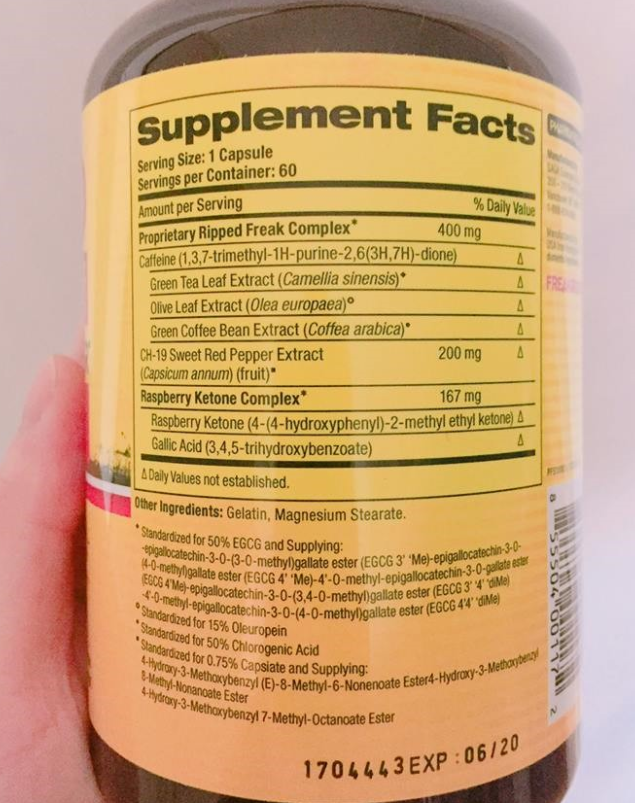 Supplement Facts
Serving Size: 1 Capsule
Servings per Container: 60
Amount per Serving % Daily Value
Proprietary Ripped Freak Complex* 400 mg
Caffeine (1,3,7-trimethyl-1H-purine-2,6(3H,7H)-dione) Δ
Green Tea Leaf Extract (Camellia sinensis)* Δ
Olive Leaf Extract (Olea europaea)° Δ
Green Coffee Bean Extract (Coffea arabica)* Δ
CH-19 Sweet Red Pepper Extract 200 mg Δ
(Capsicum annum) (fruit)*
Raspberry Ketone Complex* 167 mg
Raspberry Ketone (4-(4-hydroxyphenyl)-2-methyl ethyl ketone) Δ
Gallic Acid (3,4,5-trihydroxybenzoate) Δ
Δ Daily Values not established.
Other Ingredients: Gelatin, Magnesium Stearate.
*Standardized for 50% EGCG and Supplying:
-epigallocatechin-3-O-(3-O-methyl)gallate ester (EGCG 3' 'Me)-epigallocatechin-3-O-
(4-O-methyl)gallate ester (EGCG 4' 'Me)-4'-O-methyl-epigallocatechin-3-O-gallate ester
(EGCG 4'Me)-epigallocatechin-3-O-(3,4-O-methyl)gallate ester (EGCG 3' '4' 'diMe)
-4'-O-methyl-epigallocatechin-3-O-(4-O-methyl)gallate ester (EGCG 4'4' 'diMe)
°Standardized for 15% Oleuropein
*Standardized for 50% Chlorogenic Acid
*Standardized for 0.75% Capsiate and Supplying:
4-Hydroxy-3-Methoxybenzyl (E)-8-Methyl-6-Nonenoate Ester4-Hydroxy-3-Methoxybenzyl
8-Methyl-Nonanoate Ester
4-Hydroxy-3-Methoxybenzyl 7-Methyl-Octanoate Ester
1704443 EXP : 06/20